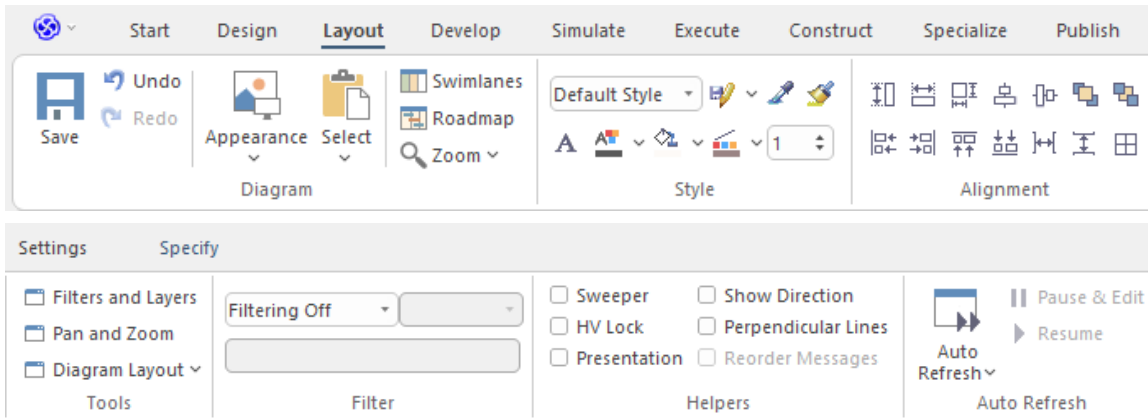 Start Design Layout Develop Simulate Execute Construct Specialize Publish
Save
Undo
Redo
Appearance
Select
Swimlanes
Roadmap
Zoom
Diagram
Default Style
A A
1
Style
Alignment
Settings Specify
Filters and Layers
Pan and Zoom
Diagram Layout
Tools
Filtering Off
Filter
Sweeper Show Direction
HV Lock Perpendicular Lines
Presentation Reorder Messages
Helpers
Auto
Refresh
Pause & Edit
Resume
Auto Refresh